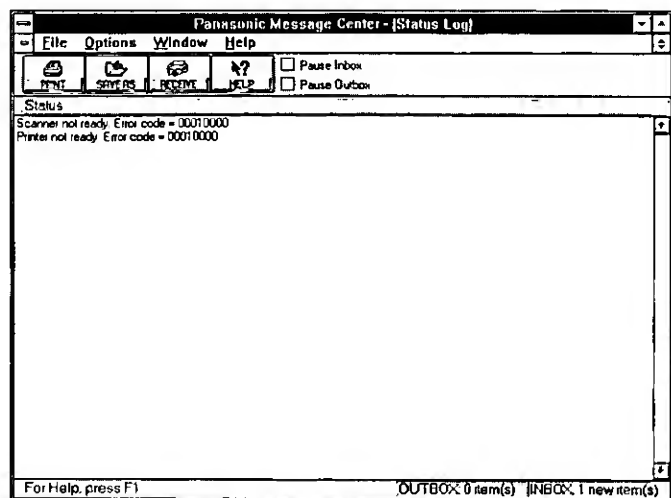 Panasonic Message Center - [Status Log]
File Options Window Help
PRINT SAVE AS RECEIVE HELP
Pause Inbox
Pause Outbox
Status
Scanner not ready. Error code = 00010000
Printer not ready. Error code = 00010000
For Help, press F1 OUTBOX: 0 item(s) INBOX: 1 new item(s)